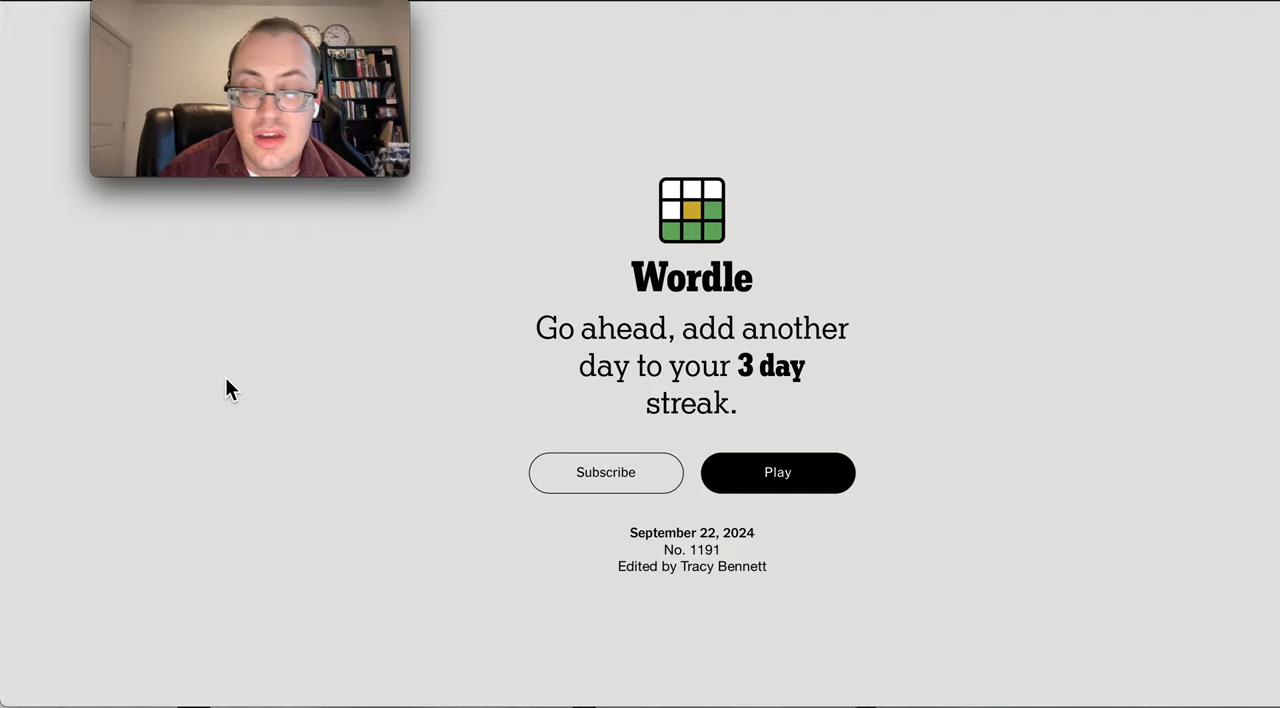 Wordle
Go ahead, add another
day to your 3 day
streak.
Subscribe
Play
September 22, 2024
No. 1191
Edited by Tracy Bennett